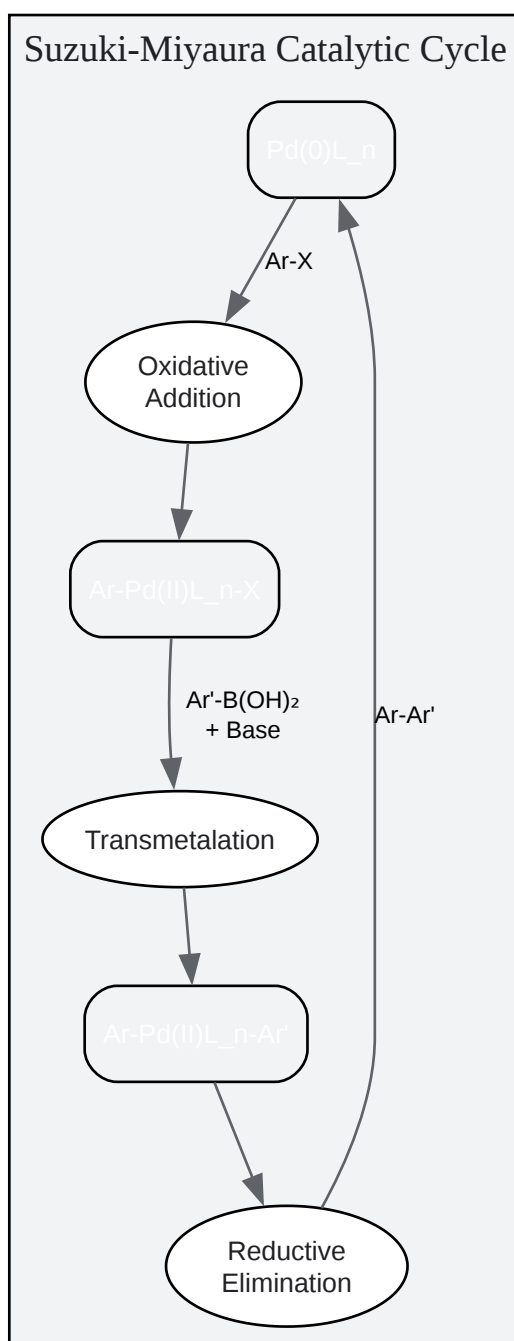 Suzuki-Miyaura Catalytic Cycle
Pd(0)L_n
Ar-X
Oxidative
Addition
Ar-Pd(II)L_n-X
Ar'-B(OH)₂
+ Base
Ar-Ar'
Transmetalation
Ar-Pd(II)L_n-Ar'
Reductive
Elimination